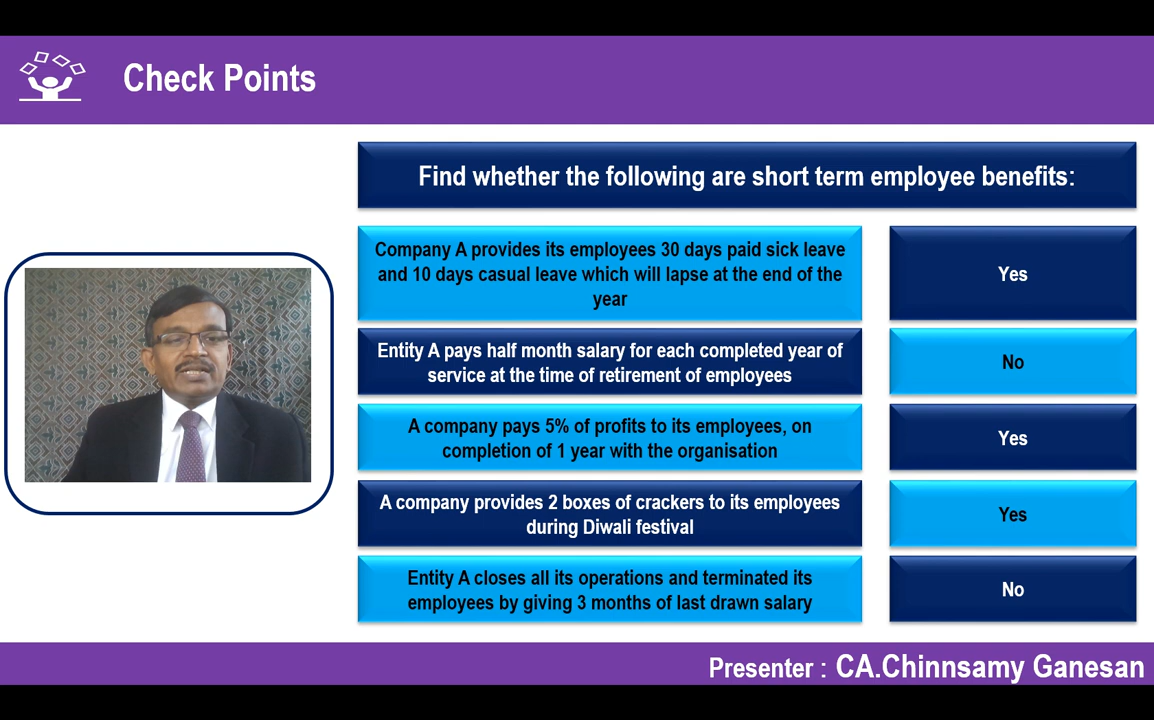 Check Points
Find whether the following are short term employee benefits:
Company A provides its employees 30 days paid sick leave
and 10 days casual leave which will lapse at the end of the
year
Yes
Entity A pays half month salary for each completed year of
service at the time of retirement of employees
No
A company pays 5% of profits to its employees, on
completion of 1 year with the organisation
Yes
A company provides 2 boxes of crackers to its employees
during Diwali festival
Yes
Entity A closes all its operations and terminated its
employees by giving 3 months of last drawn salary
No
Presenter : CA.Chinnsamy Ganesan